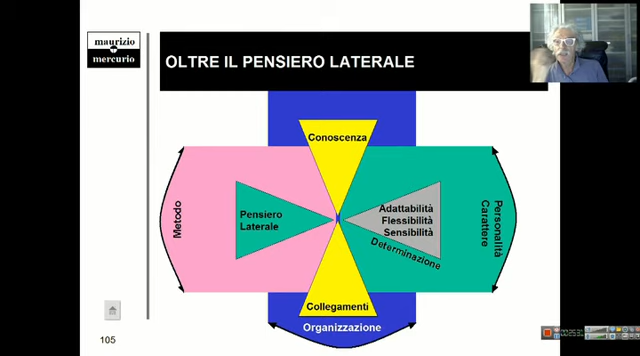 maurizio
mercurio
OLTRE IL PENSIERO LATERALE
Conoscenza
Metodo
Pensiero
Laterale
Adattabilità
Flessibilità
Sensibilità
Determinazione
Personalità
Carattere
Collegamenti
Organizzazione
105